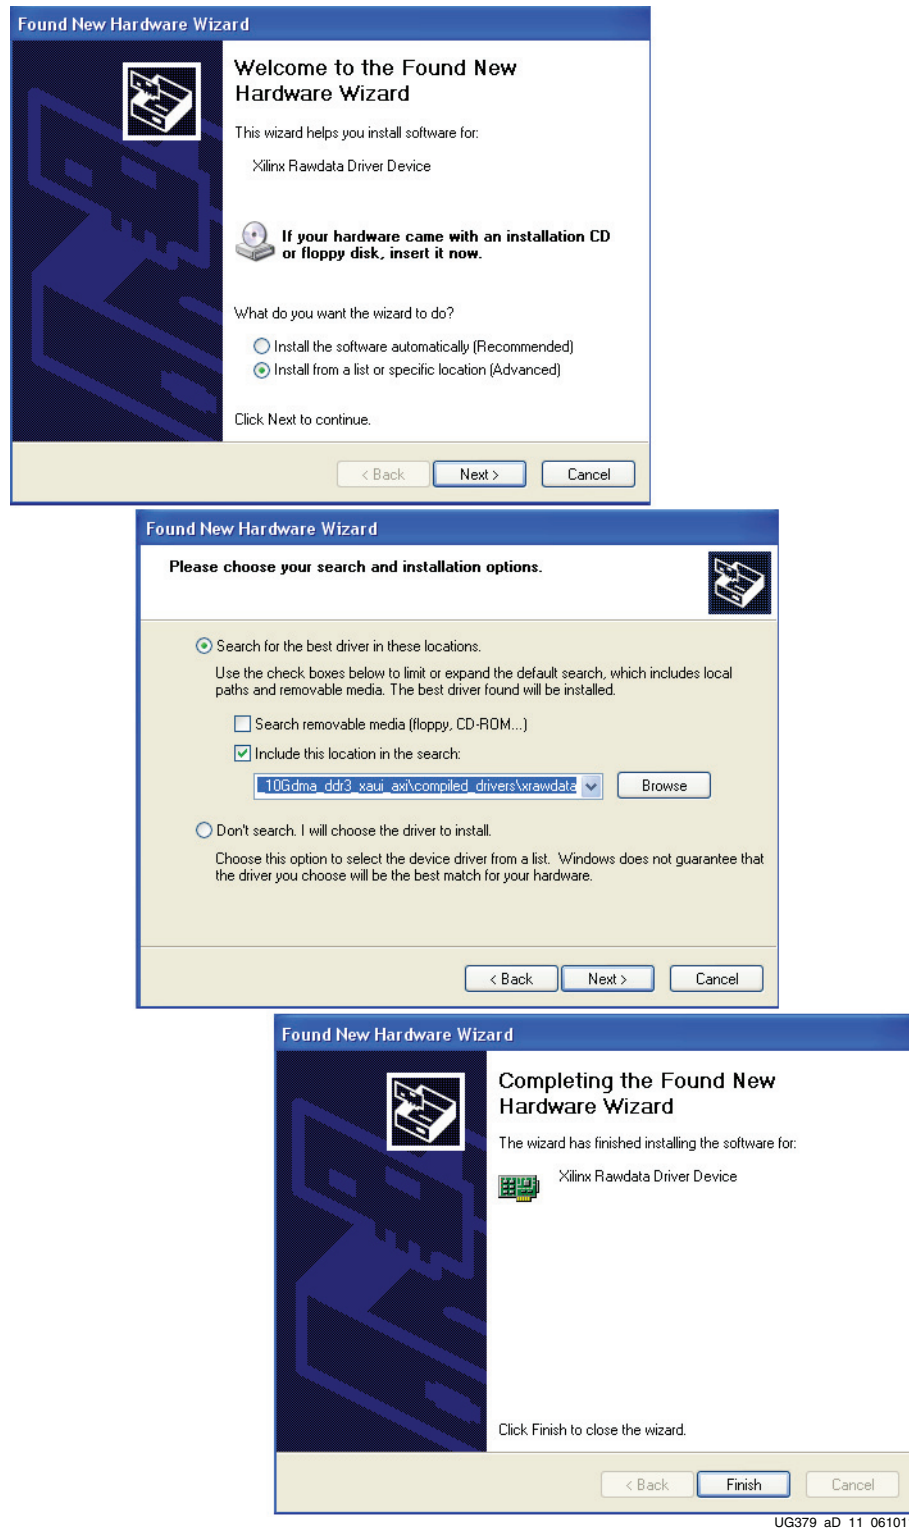 Found New Hardware Wizard
Welcome to the Found New
Hardware Wizard
This wizard helps you install software for:
Xilinx Rawdata Driver Device
If your hardware came with an installation CD
or floppy disk, insert it now.
What do you want the wizard to do?
Install the software automatically (Recommended)
Install from a list or specific location (Advanced)
Click Next to continue.
< Back Next > Cancel
Found New Hardware Wizard
Please choose your search and installation options.
Search for the best driver in these locations.
Use the check boxes below to limit or expand the default search, which includes local
paths and removable media. The best driver found will be installed.
Search removable media (floppy, CD-ROM...)
Include this location in the search:
_10Gdma_ddr3_xaui_axi\compiled_drivers\xrawdata Browse
Don't search. I will choose the driver to install.
Choose this option to select the device driver from a list. Windows does not guarantee that
the driver you choose will be the best match for your hardware.
< Back Next > Cancel
Found New Hardware Wizard
Completing the Found New
Hardware Wizard
The wizard has finished installing the software for:
Xilinx Rawdata Driver Device
Click Finish to close the wizard.
< Back Finish Cancel
UG379_aD_11_06101